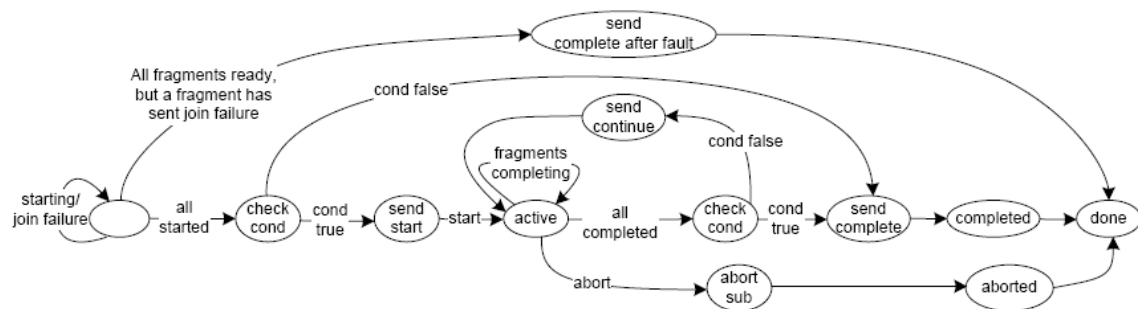 send
complete after fault
All fragments ready,
but a fragment has
sent join failure
cond false
send
continue
cond false
fragments
completing
starting/
join failure
all
started
check
cond
cond
true
send
start
start
active
all
completed
check
cond
cond
true
send
complete
completed
done
abort
abort
sub
aborted